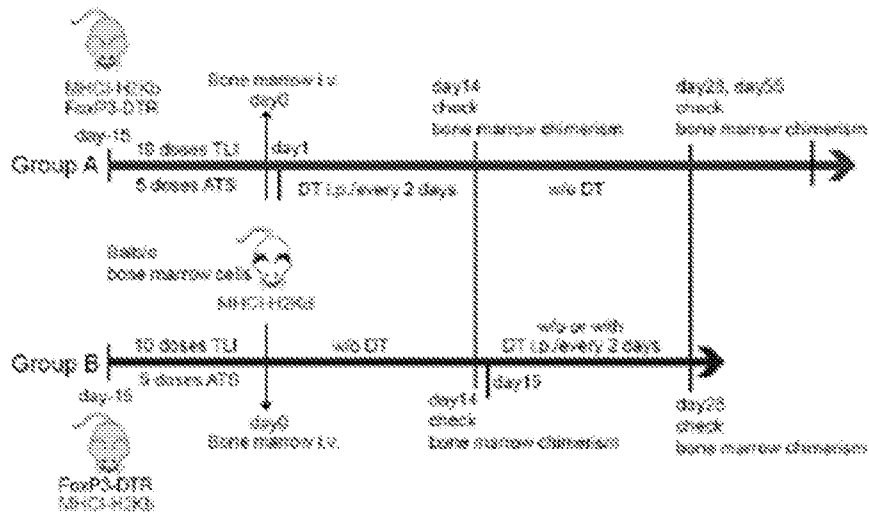 MHCI-H2Kb
FoxP3-DTR
day-15
Bone marrow i.v.
day0
day1
day14
check
bone marrow chimerism
day28, day56
check
bone marrow chimerism
Group A
10 doses TLI
5 doses ATS
DT i.p./every 2 days
w/o DT
Balb/c
bone marrow cells
MHCI-H2Kd
Group B
10 doses TLI
5 doses ATS
w/o DT
w/o or with
DT i.p./every 2 days
day-15
day0
Bone marrow i.v.
day14
check
bone marrow chimerism
day15
day28
check
bone marrow chimerism
FoxP3-DTR
MHCI-H2Kb